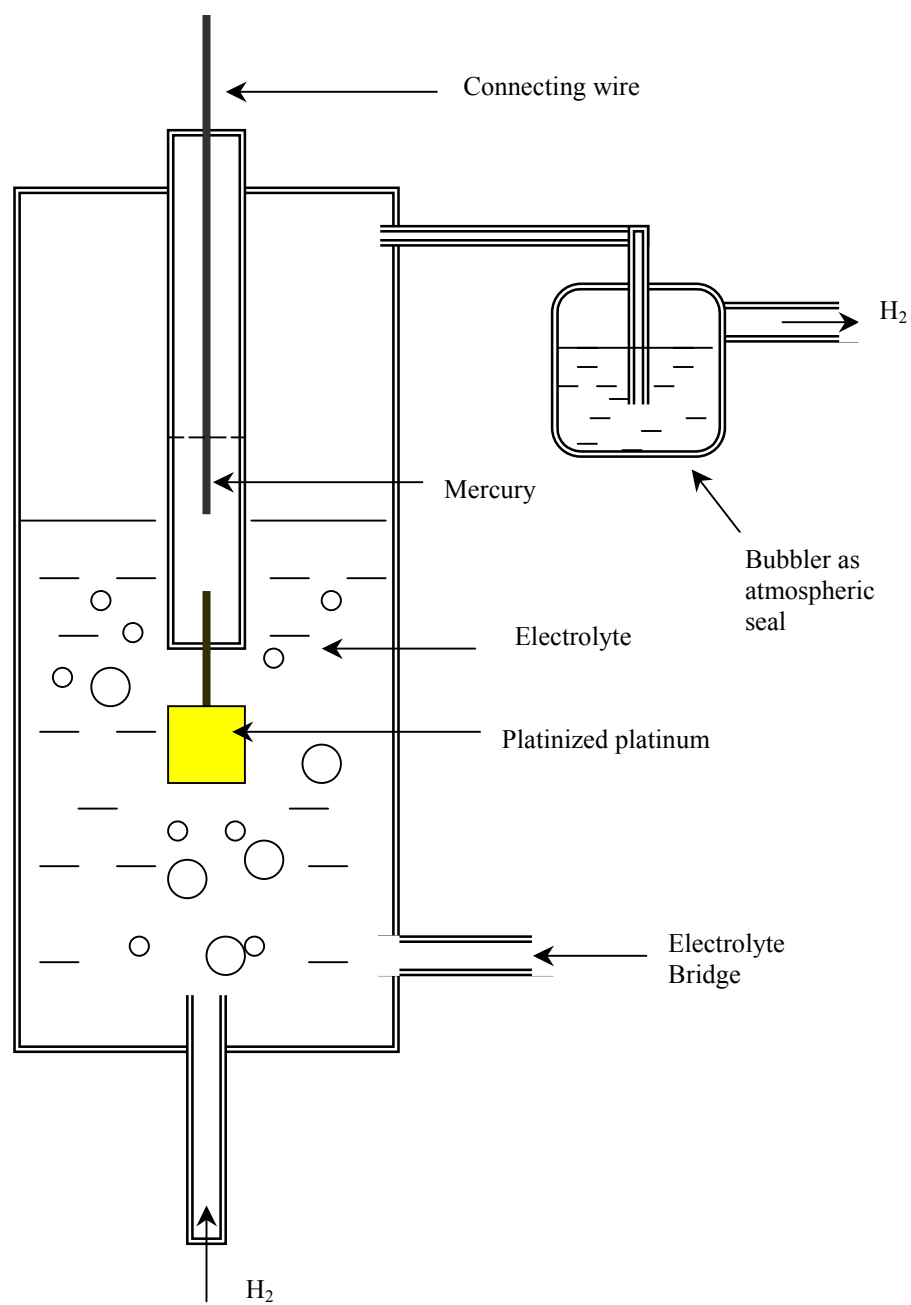 Connecting wire
H₂
Mercury
Bubbler as
atmospheric
seal
Electrolyte
Platinized platinum
Electrolyte
Bridge
H₂